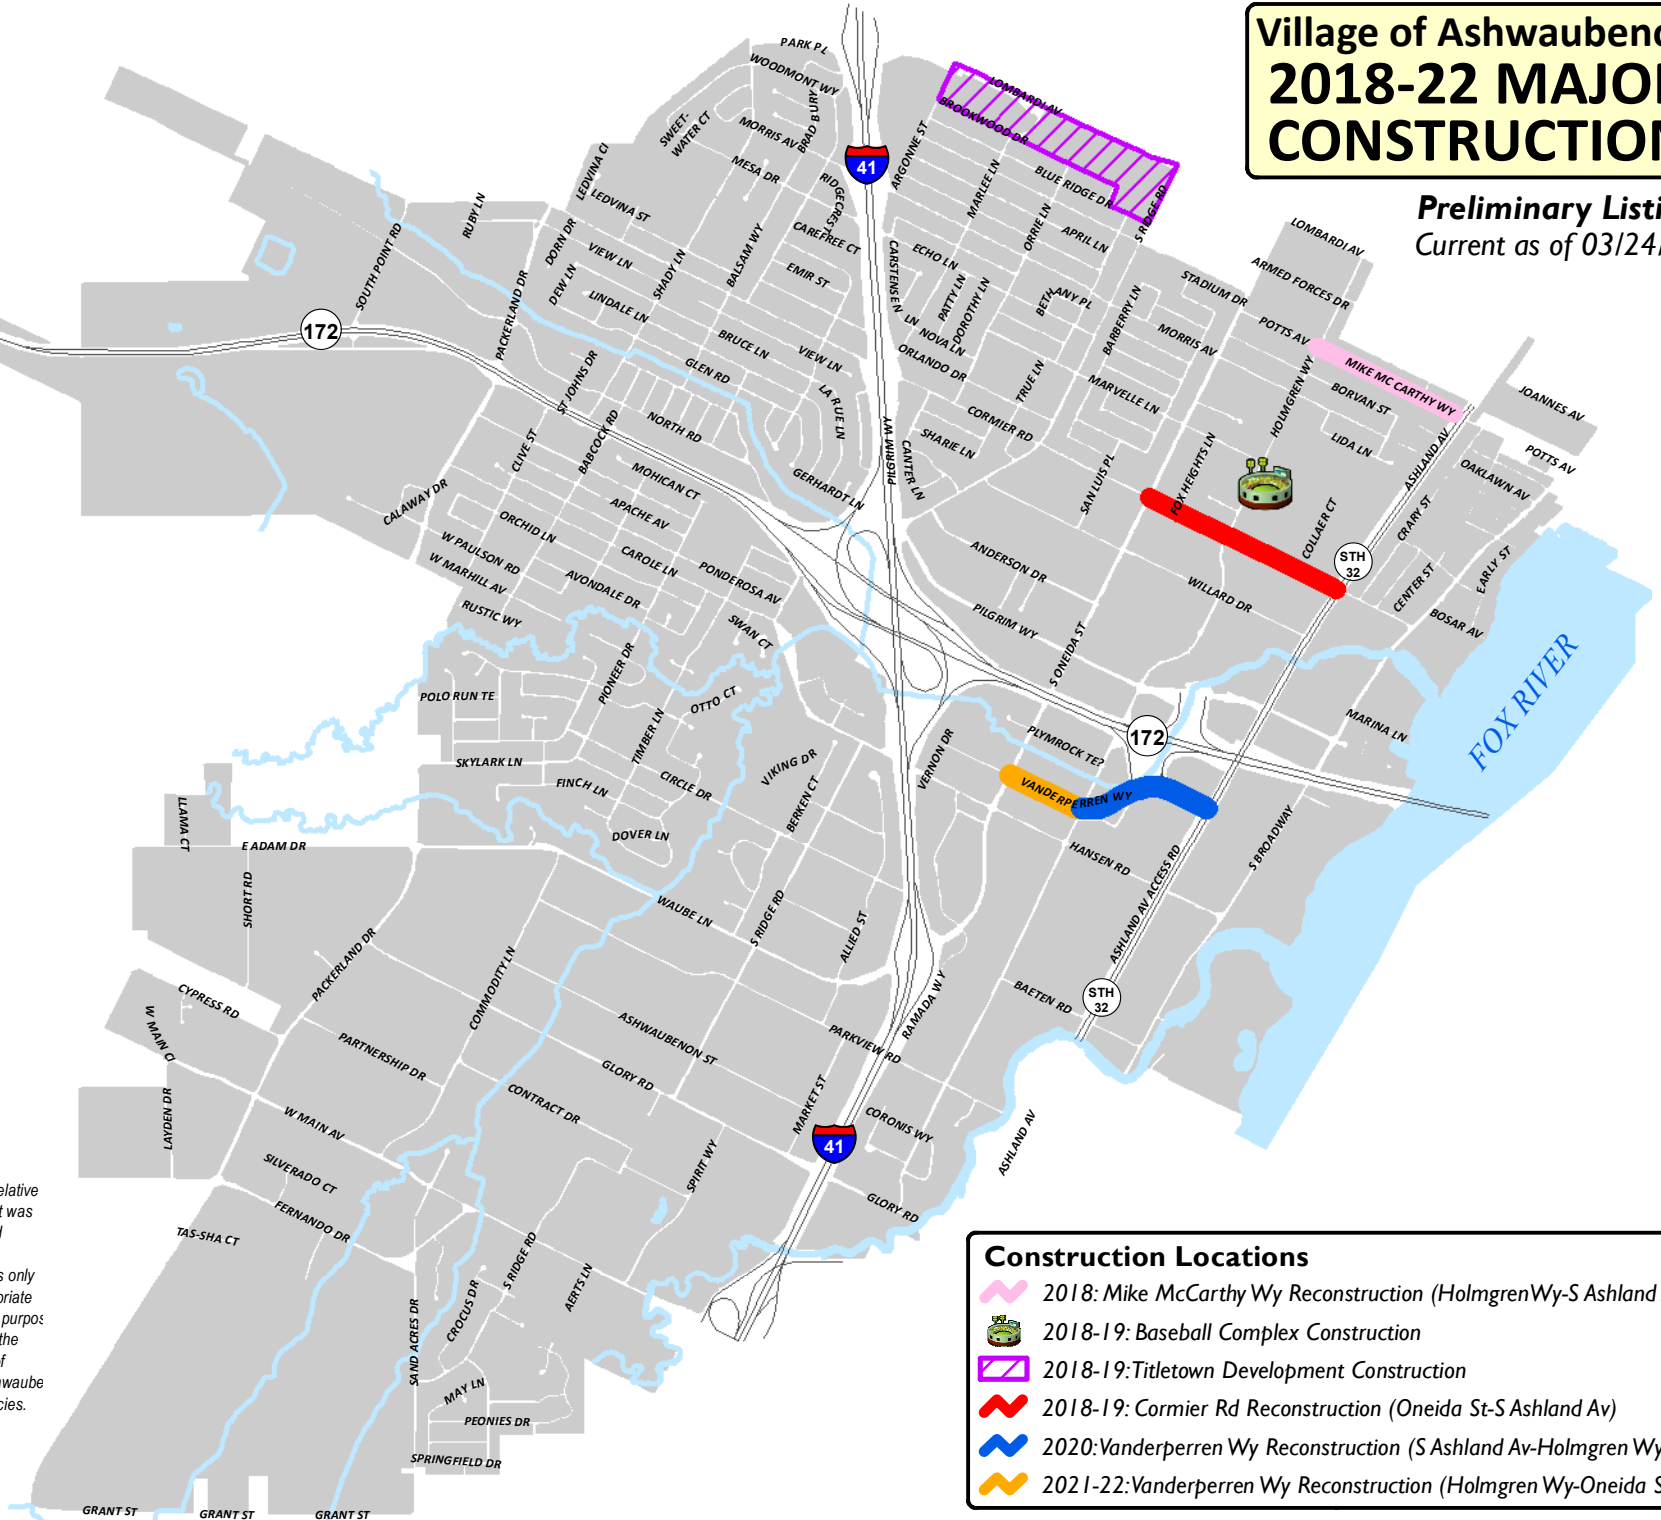 Village of Ashwauben
2018-22 MAJO
CONSTRUCTION
Preliminary Listi
Current as of 03/24/
PARK PL
WOODMONT WY
SWEET-
WATER CT
MORRIS AV
BRAD BURY
MESA DR
RIDGECREST
LEDVINA CI
LEDVINA ST
RUBY LN
SOUTH POINT RD
DORN DR
VIEW LN
DEW LN
LINDALE LN
SHADY LN
BALSAM WY
CAREFREE CT
EMIR ST
PACKERLAND DR
BRUCE LN
VIEW LN
GLEN RD
LA RUE LN
ST JOHNS DR
NORTH RD
BABCOCK RD
CLIVE ST
MOHICAN CT
GERHARDT LN
CALAWAY DR
APACHE AV
ORCHID LN
W PAULSON RD
W MARHILL AV
CAROLE LN
PONDEROSA AV
AVONDALE DR
RUSTIC WY
SWAN CT
41
172
LOMBARDI AV
BROOKWOOD DR
ARGONNE ST
MARLEE LN
BLUE RIDGE DR
S RIDGE RD
ORRIE LN
APRIL LN
ECHO LN
CARSTENSEN
LN
PATTY LN
DOROTHY LN
NOVA LN
BETHANY PL
BARBERRY LN
STADIUM DR
LOMBARDI AV
ARMED FORCES DR
POTTS AV
MORRIS AV
ORLANDO DR
TRUE LN
MARVELLE LN
CORMIER RD
SHARIE LN
PILGRIM WY
CANTER LN
SAN LUIS PL
FOX HEIGHTS LN
HOLMGREN WY
MIKE MC CARTHY WY
BORVAN ST
LIDA LN
ASHLAND AV
JOANNES AV
POTTS AV
OAKLAWN AV
CRARY ST
COLLAER CT
STH
32
CENTER ST
EARLY ST
BOSAR AV
ANDERSON DR
WILLARD DR
PILGRIM WY
S ONEIDA ST
FOX RIVER
MARINA LN
PIONEER DR
POLO RUN TE
OTTO CT
TIMBER LN
SKYLARK LN
FINCH LN
CIRCLE DR
VIKING DR
BERKEN CT
DOVER LN
VERNON DR
PLYMROCK TE?
172
VANDERPERREN WY
HANSEN RD
S BROADWAY
ASHLAND AV ACCESS RD
LLAMA CT
E ADAM DR
SHORT RD
WAUBE LN
S RIDGE RD
ALLIED ST
PACKERLAND DR
COMMODITY LN
CYPRESS RD
W MAIN CI
PARTNERSHIP DR
ASHWAUBENON ST
GLORY RD
PARKVIEW RD
RAMADA WY
BAETEN RD
STH
32
LAYDEN DR
W MAIN AV
CONTRACT DR
MARKET ST
CORONIS WY
ASHLAND AV
41
SILVERADO CT
FERNANDO DR
TAS-SHA CT
SPIRIT WY
GLORY RD
S RIDGE RD
AERTS LN
CROCUS DR
SAND ACRES DR
MAY LN
PEONIES DR
SPRINGFIELD DR
GRANT ST
GRANT ST
GRANT ST
elative
t was
s only
priate
purpos
the
of
hwaube
cies.
Construction Locations
2018: Mike McCarthy Wy Reconstruction (Holmgren Wy-S Ashland
2018-19: Baseball Complex Construction
2018-19: Titletown Development Construction
2018-19: Cormier Rd Reconstruction (Oneida St-S Ashland Av)
2020: Vanderperren Wy Reconstruction (S Ashland Av-Holmgren Wy
2021-22: Vanderperren Wy Reconstruction (Holmgren Wy-Oneida S